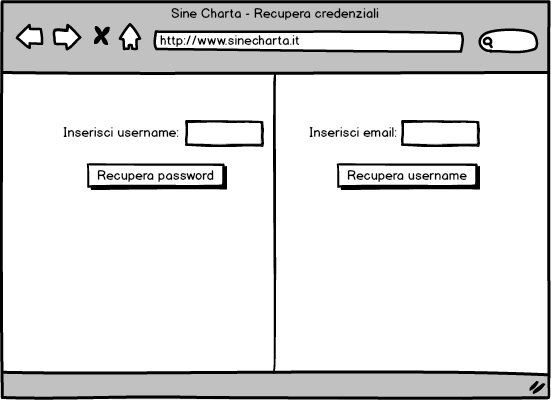 Sine Charta - Recupera credenziali
http://www.sinecharta.it
Inserisci username:
Recupera password
Inserisci email:
Recupera username